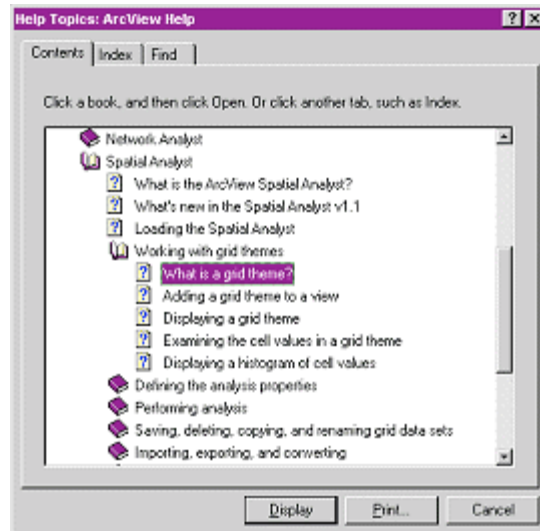 Help Topics: ArcView Help
Contents Index Find
Click a book, and then click Open. Or click another tab, such as Index.
Network Analyst
Spatial Analyst
What is the ArcView Spatial Analyst?
What's new in the Spatial Analyst v1.1
Loading the Spatial Analyst
Working with grid themes
What is a grid theme?
Adding a grid theme to a view
Displaying a grid theme
Examining the cell values in a grid theme
Displaying a histogram of cell values
Defining the analysis properties
Performing analysis
Saving, deleting, copying, and renaming grid data sets
Importing, exporting, and converting
Display Print... Cancel